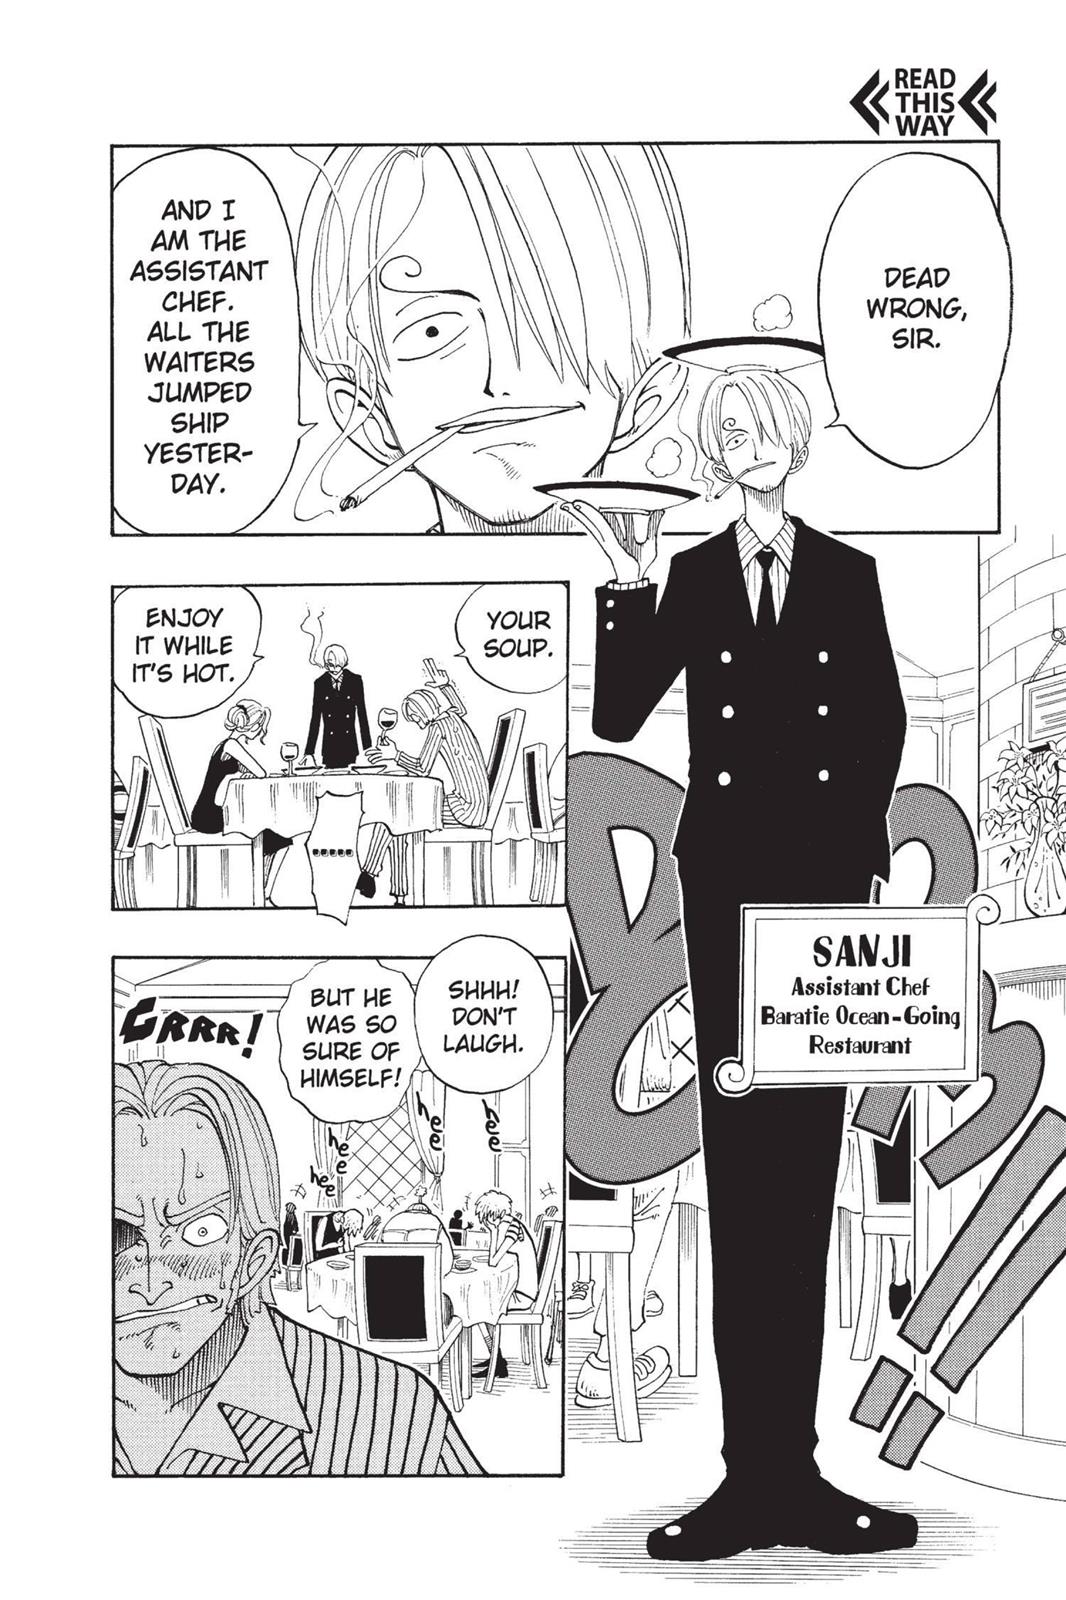 READ
THIS
WAY
DEAD
WRONG,
SIR.
AND I
AM THE
ASSISTANT
CHEF.
ALL THE
WAITERS
JUMPED
SHIP
YESTER-
DAY.
SANJI
Assistant Chef
Baratie Ocean-Going
Restaurant
YOUR
SOUP.
ENJOY
IT WHILE
IT'S HOT.
.....
SHHH!
DON'T
LAUGH.
BUT HE
WAS SO
SURE OF
HIMSELF!
hee
hee
hee
hee
GRRR!